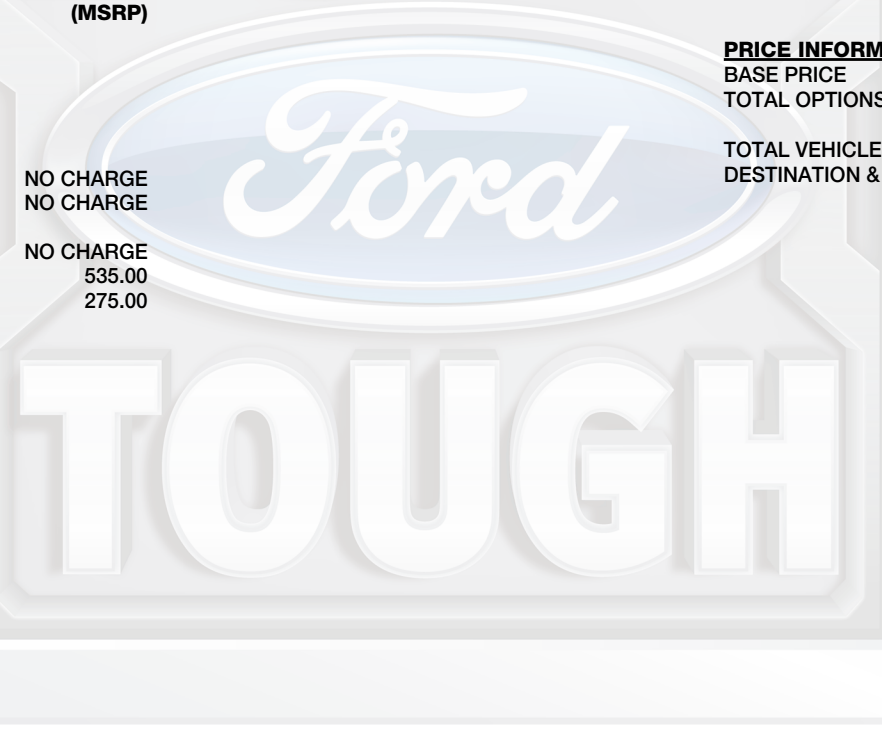 (MSRP)
NO CHARGE
NO CHARGE
NO CHARGE
535.00
275.00
PRICE INFORM
BASE PRICE
TOTAL OPTIONS
TOTAL VEHICLE
DESTINATION &
Ford
TOUGH